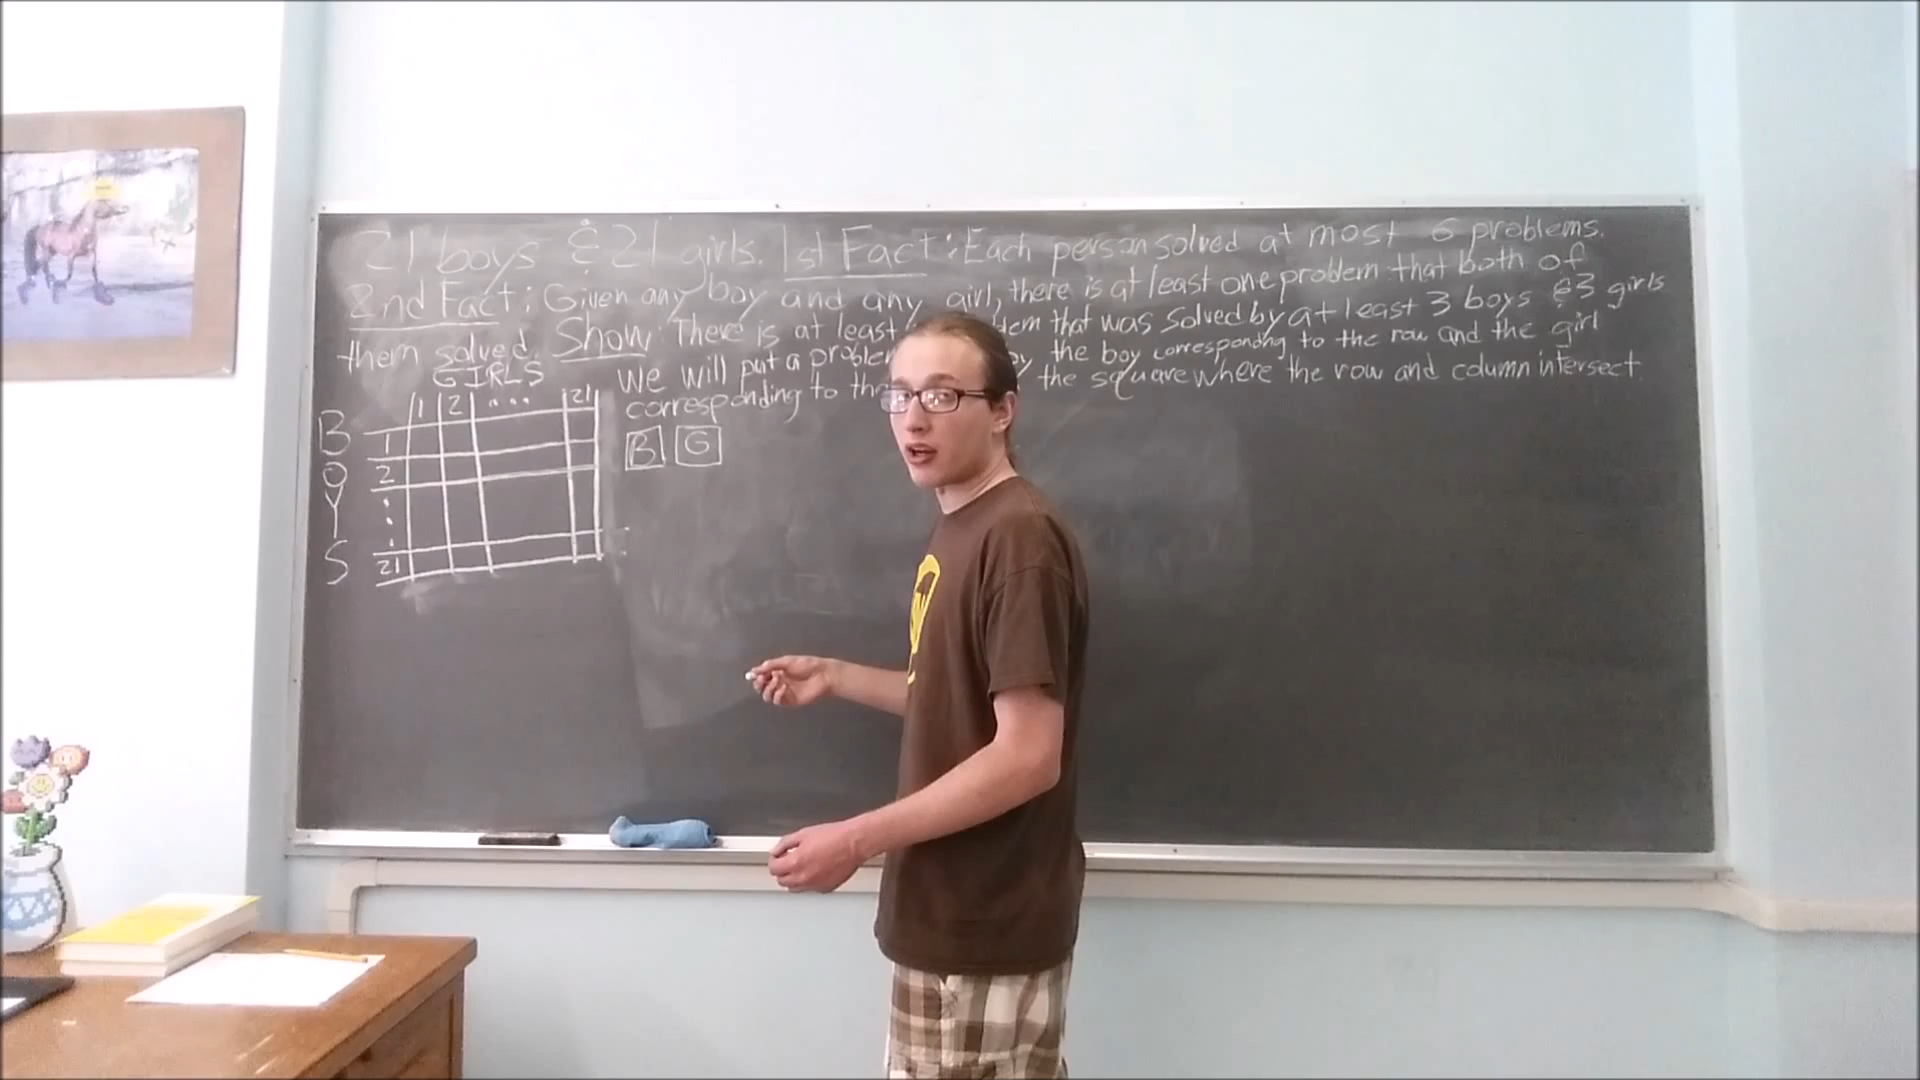 21 boys & 21 girls. 1st Fact: Each person solved at most 6 problems.
2nd Fact: Given any boy and any girl, there is at least one problem that both of
them solved. Show: There is at least that was solved by at least 3 boys & 3 girls
We will put a the boy corresponding to the row and the girl
corresponding to the the square where the row and column intersect.
GIRLS
1 2 ... 21
BOYS
1
2
⋮
21
B G